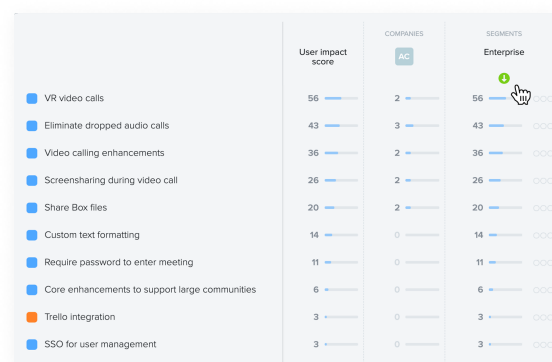 COMPANIES
SEGMENTS
User impact
score
AC
Enterprise
VR video calls 56 2 56
Eliminate dropped audio calls 43 3 43
Video calling enhancements 36 2 36
Screensharing during video call 26 2 26
Share Box files 20 2 20
Custom text formatting 14 0 14
Require password to enter meeting 11 0 11
Core enhancements to support large communities 6 0 6
Trello integration 3 0 3
SSO for user management 3 0 3